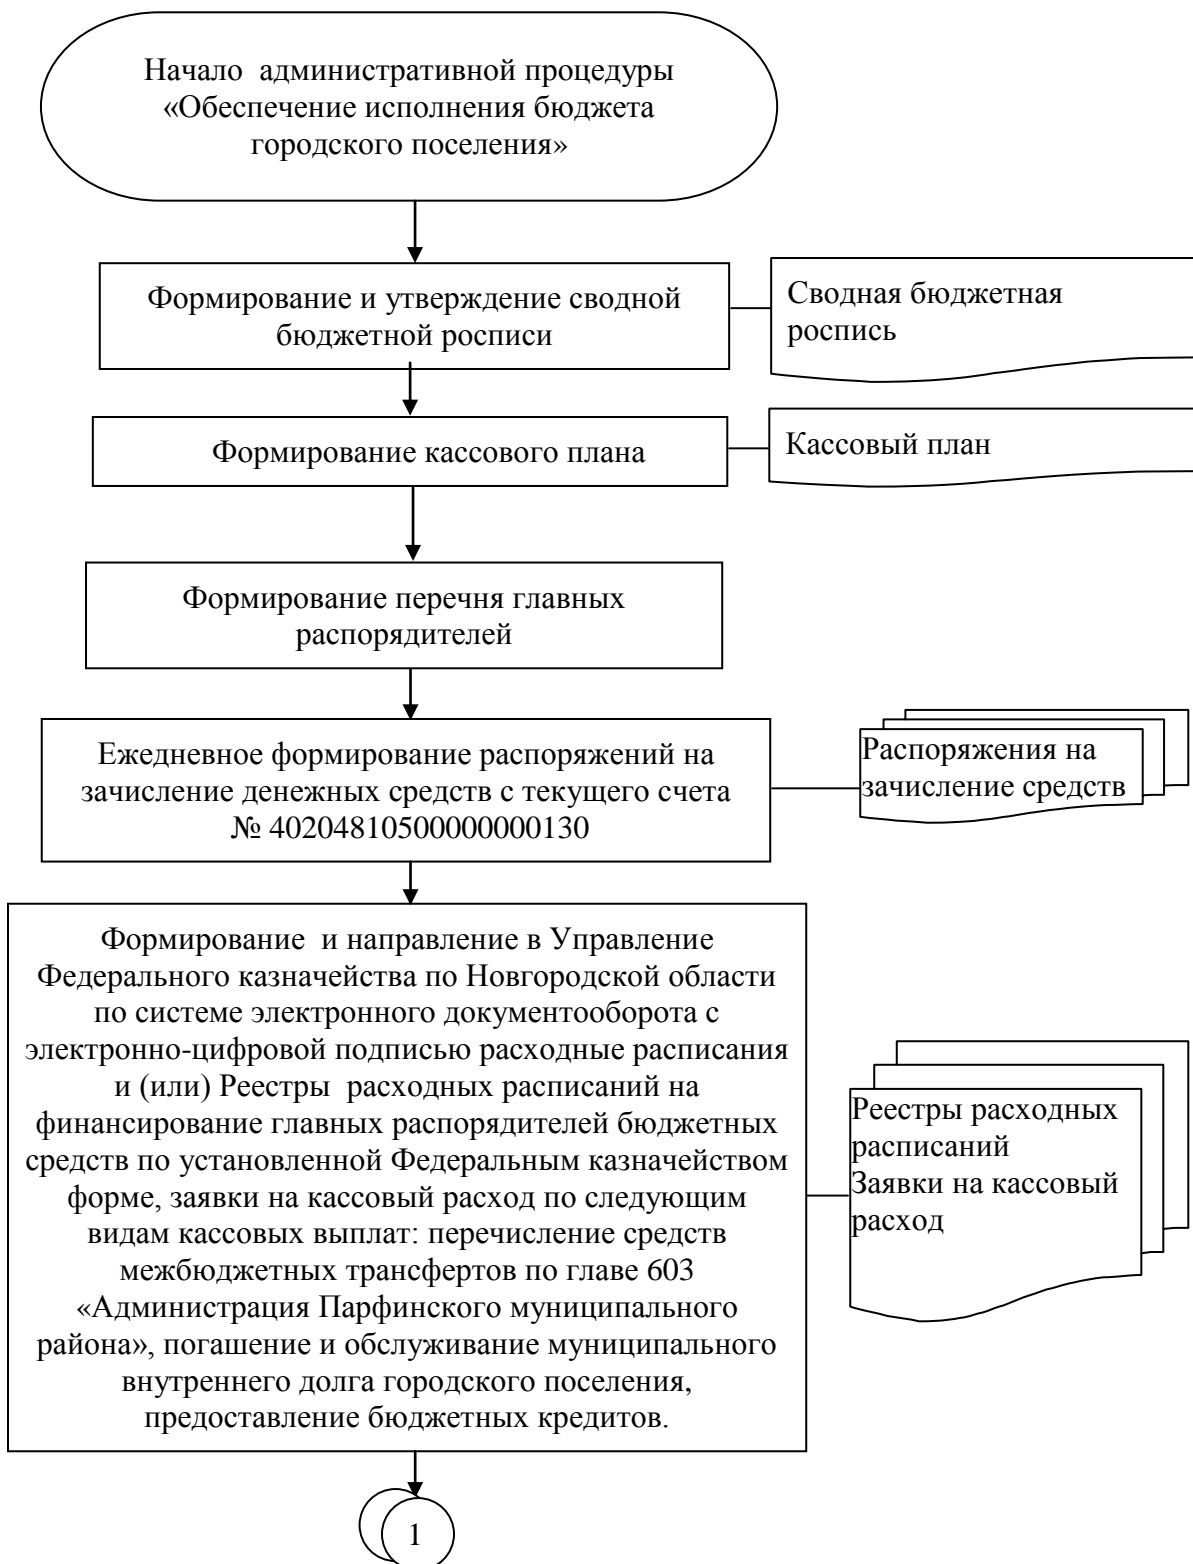 Начало административной процедуры
«Обеспечение исполнения бюджета
городского поселения»
Формирование и утверждение сводной
бюджетной росписи
Сводная бюджетная
роспись
Формирование кассового плана
Кассовый план
Формирование перечня главных
распорядителей
Ежедневное формирование распоряжений на
зачисление денежных средств с текущего счета
№ 40204810500000000130
Распоряжения на
зачисление средств
Формирование и направление в Управление
Федерального казначейства по Новгородской области
по системе электронного документооборота с
электронно-цифровой подписью расходные расписания
и (или) Реестры расходных расписаний на
финансирование главных распорядителей бюджетных
средств по установленной Федеральным казначейством
форме, заявки на кассовый расход по следующим
видам кассовых выплат: перечисление средств
межбюджетных трансфертов по главе 603
«Администрация Парфинского муниципального
района», погашение и обслуживание муниципального
внутреннего долга городского поселения,
предоставление бюджетных кредитов.
Реестры расходных
расписаний
Заявки на кассовый
расход
1